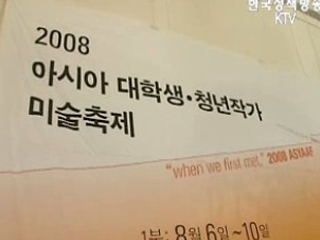 한국정책방송
KTV
2008
아시아 대학생·청년작가
미술축제
"when we first met," 2008 ASYAAF
1부: 8월 6일~10일